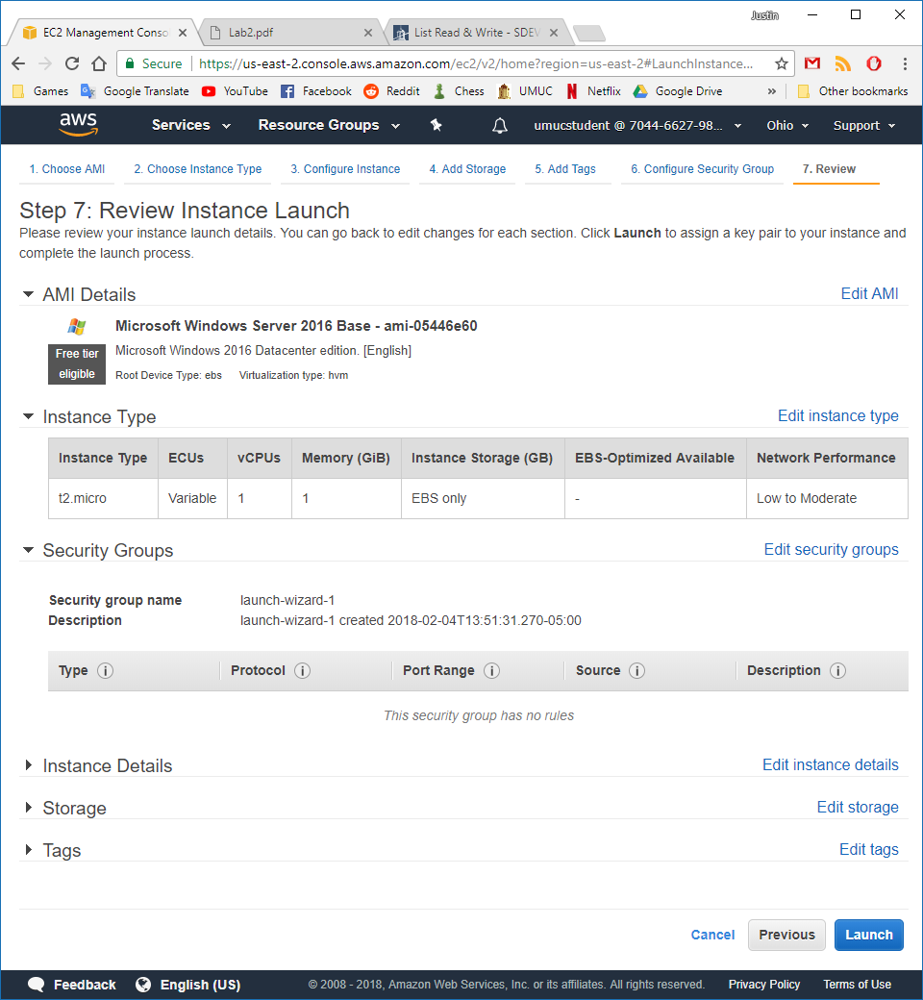 Justin
EC2 Management Conso
Lab2.pdf
List Read & Write - SDEV
Secure
https://us-east-2.console.aws.amazon.com/ec2/v2/home?region=us-east-2#LaunchInstance...
Games Google Translate YouTube Facebook Reddit Chess UMUC Netflix Google Drive » Other bookmarks
aws Services Resource Groups umucstudent @ 7044-6627-98... Ohio Support
1. Choose AMI 2. Choose Instance Type 3. Configure Instance 4. Add Storage 5. Add Tags 6. Configure Security Group 7. Review
Step 7: Review Instance Launch
Please review your instance launch details. You can go back to edit changes for each section. Click Launch to assign a key pair to your instance and
complete the launch process.
AMI Details Edit AMI
Microsoft Windows Server 2016 Base - ami-05446e60
Free tier
eligible
Microsoft Windows 2016 Datacenter edition. [English]
Root Device Type: ebs Virtualization type: hvm
Instance Type Edit instance type
Instance Type ECUs vCPUs Memory (GiB) Instance Storage (GB) EBS-Optimized Available Network Performance
t2.micro Variable 1 1 EBS only - Low to Moderate
Security Groups Edit security groups
Security group name launch-wizard-1
Description launch-wizard-1 created 2018-02-04T13:51:31.270-05:00
Type Protocol Port Range Source Description
This security group has no rules
Instance Details Edit instance details
Storage Edit storage
Tags Edit tags
Cancel Previous Launch
Feedback English (US) © 2008 - 2018, Amazon Web Services, Inc. or its affiliates. All rights reserved. Privacy Policy Terms of Use